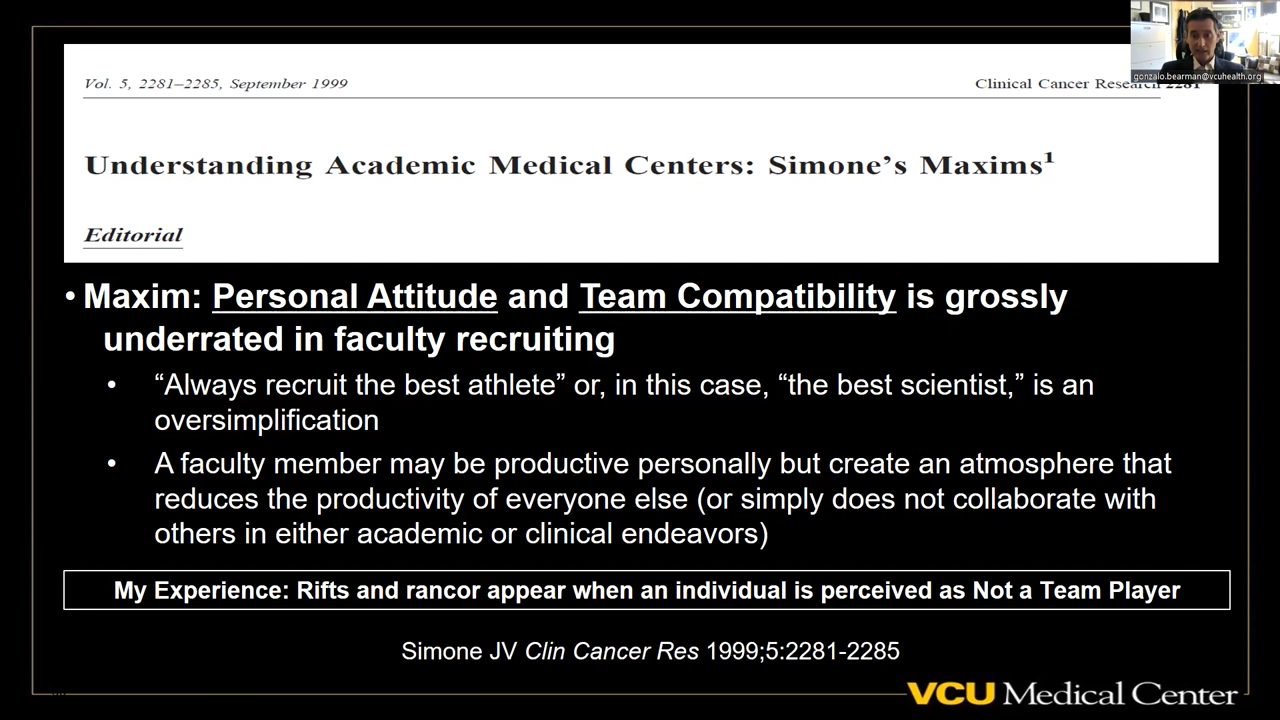 Vol. 5, 2281–2285, September 1999
Clinical Cancer Research 2281
gonzalo.bearman@vcuhealth.org
Understanding Academic Medical Centers: Simone’s Maxims¹
Editorial
• Maxim: Personal Attitude and Team Compatibility is grossly
underrated in faculty recruiting
• “Always recruit the best athlete” or, in this case, “the best scientist,” is an
oversimplification
• A faculty member may be productive personally but create an atmosphere that
reduces the productivity of everyone else (or simply does not collaborate with
others in either academic or clinical endeavors)
My Experience: Rifts and rancor appear when an individual is perceived as Not a Team Player
Simone JV Clin Cancer Res 1999;5:2281-2285
VCU Medical Center